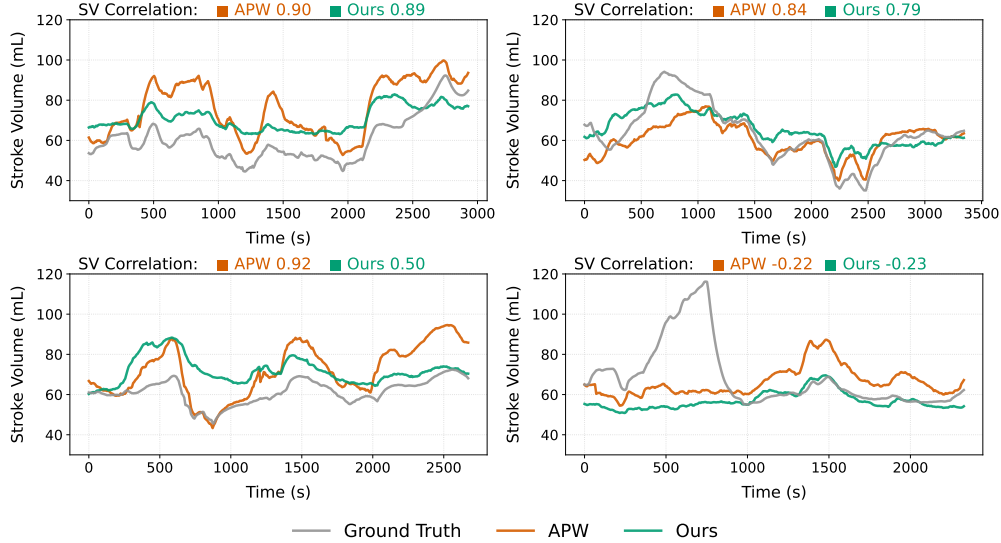 SV Correlation: ■ APW 0.90 ■ Ours 0.89
120
100
80
60
40
Stroke Volume (mL)
0 500 1000 1500 2000 2500 3000
Time (s)
SV Correlation: ■ APW 0.84 ■ Ours 0.79
120
100
80
60
40
Stroke Volume (mL)
0 500 1000 1500 2000 2500 3000 3500
Time (s)
SV Correlation: ■ APW 0.92 ■ Ours 0.50
120
100
80
60
40
Stroke Volume (mL)
0 500 1000 1500 2000 2500
Time (s)
SV Correlation: ■ APW -0.22 ■ Ours -0.23
120
100
80
60
40
Stroke Volume (mL)
0 500 1000 1500 2000
Time (s)
Ground Truth APW Ours